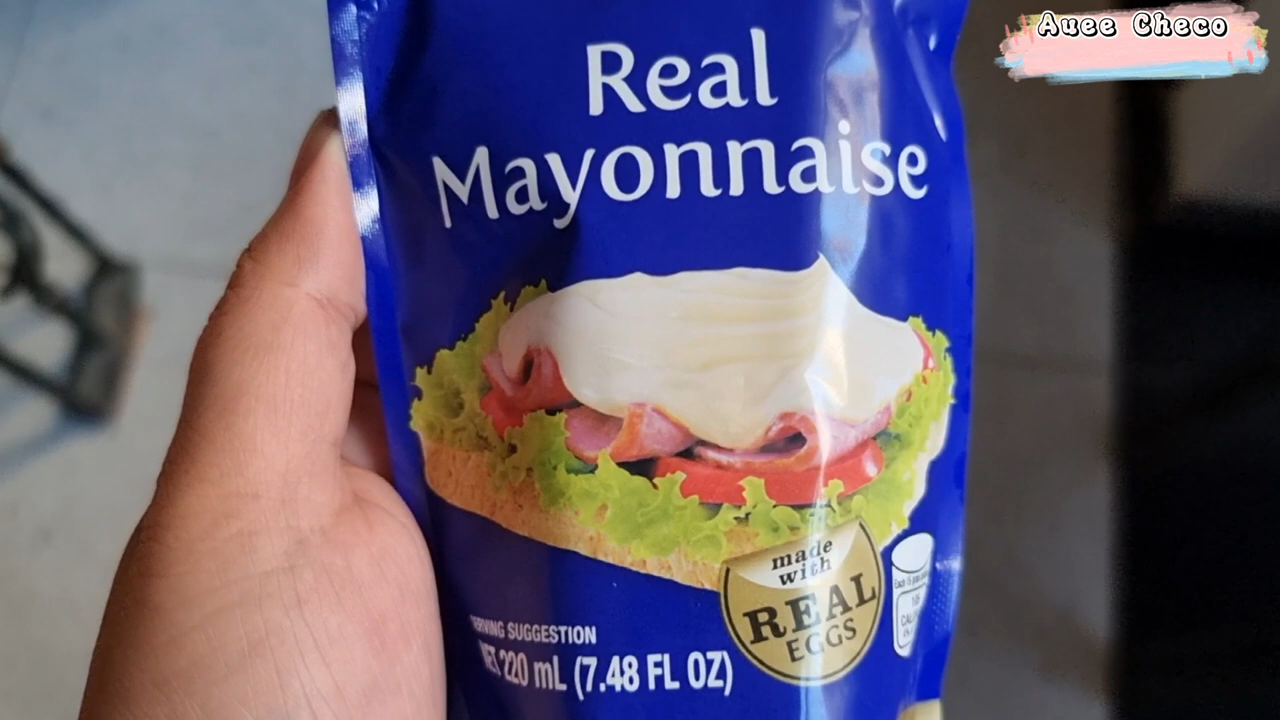 Auee Checo
Real
Mayonnaise
made
with
REAL
EGGS
SERVING SUGGESTION
NET 220 mL (7.48 FL OZ)